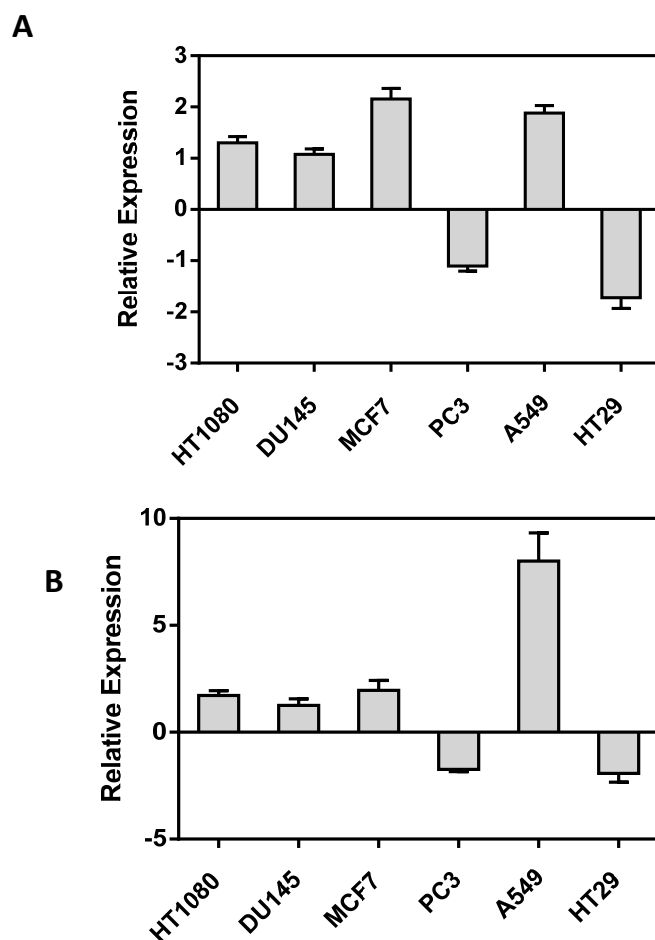 A
3
2
1
0
-1
-2
-3
Relative Expression
HT1080
DU145
MCF7
PC3
A549
HT29
B
10
5
0
-5
Relative Expression
HT1080
DU145
MCF7
PC3
A549
HT29